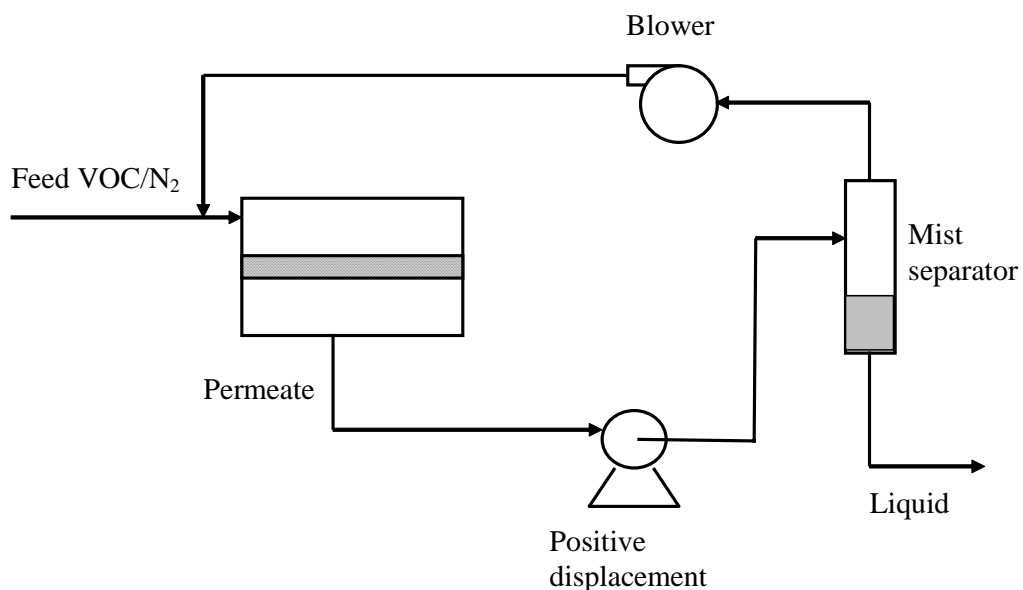 Blower
Feed VOC/N₂
Mist
separator
Permeate
Liquid
Positive
displacement